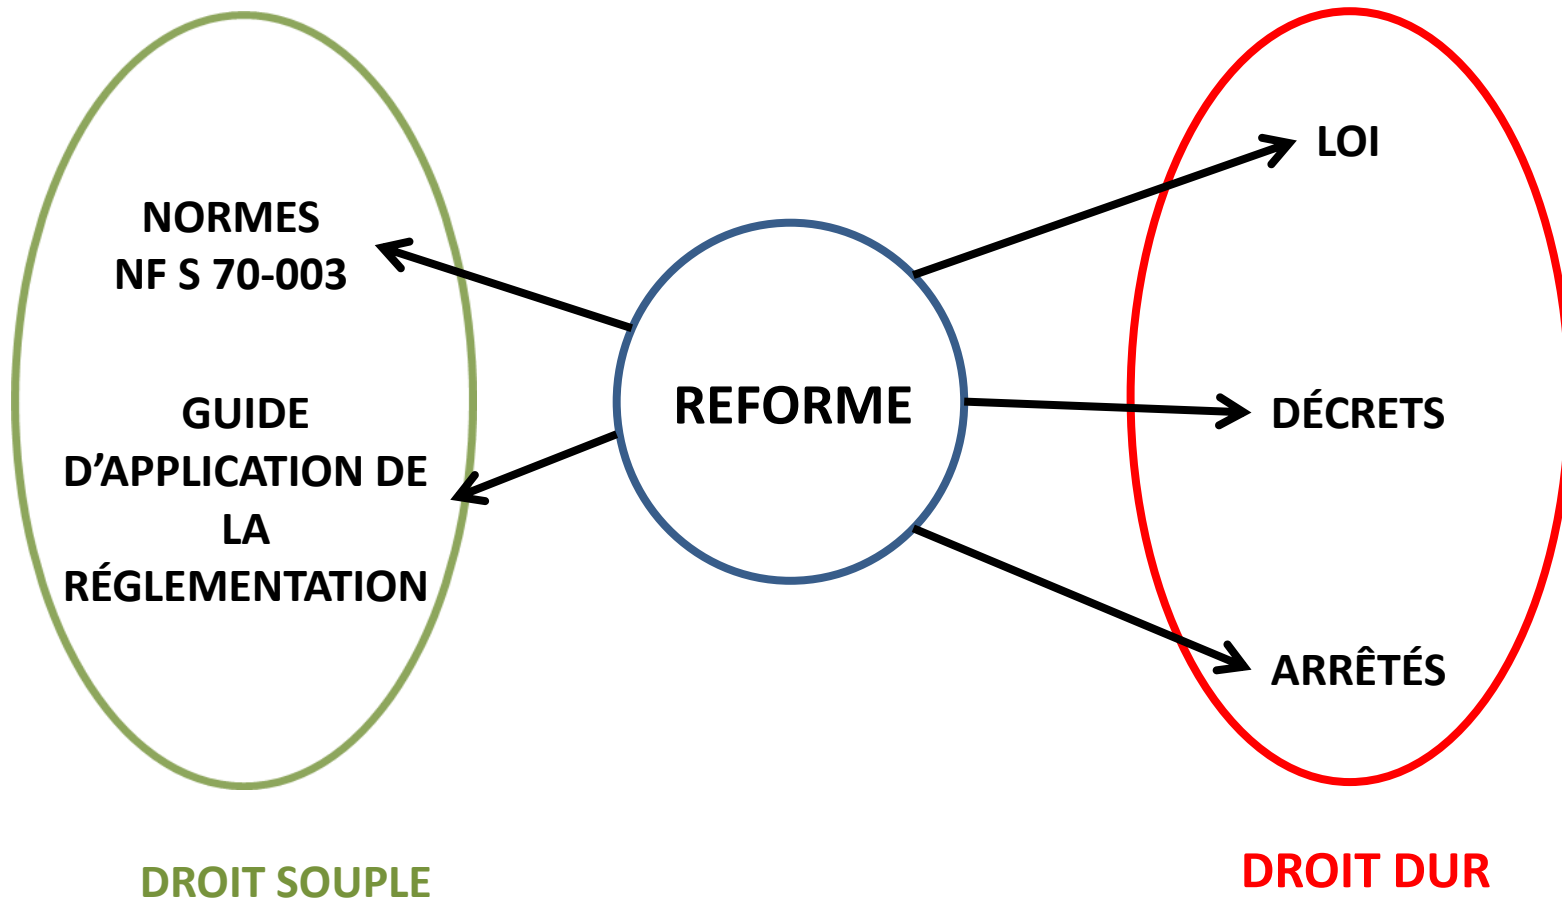 NORMES
NF S 70-003
GUIDE
D’APPLICATION DE
LA
RÉGLEMENTATION
DROIT SOUPLE
REFORME
LOI
DÉCRETS
ARRÊTÉS
DROIT DUR